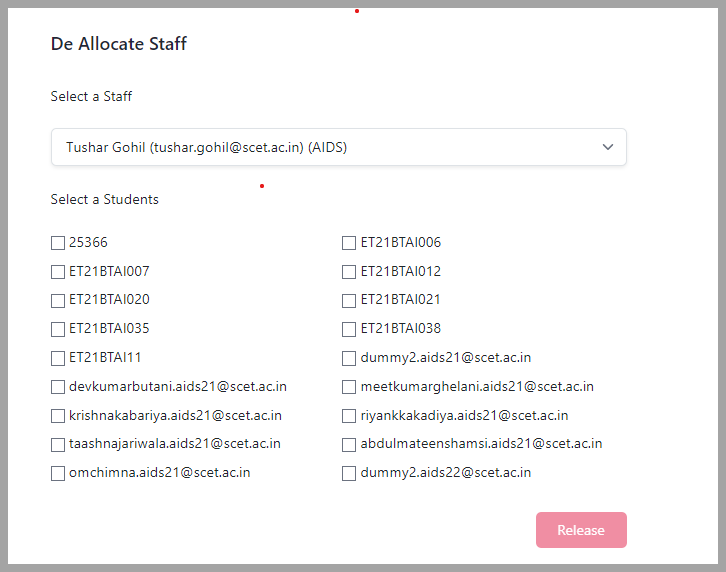 De Allocate Staff
Select a Staff
Tushar Gohil (tushar.gohil@scet.ac.in) (AIDS)
Select a Students
25366 ET21BTAI006
ET21BTAI007 ET21BTAI012
ET21BTAI020 ET21BTAI021
ET21BTAI035 ET21BTAI038
ET21BTAI11 dummy2.aids21@scet.ac.in
devkumarbutani.aids21@scet.ac.in meetkumarghelani.aids21@scet.ac.in
krishnakabariya.aids21@scet.ac.in riyankkakadiya.aids21@scet.ac.in
taashnajariwala.aids21@scet.ac.in abdulmateenshamsi.aids21@scet.ac.in
omchimna.aids21@scet.ac.in dummy2.aids22@scet.ac.in
Release